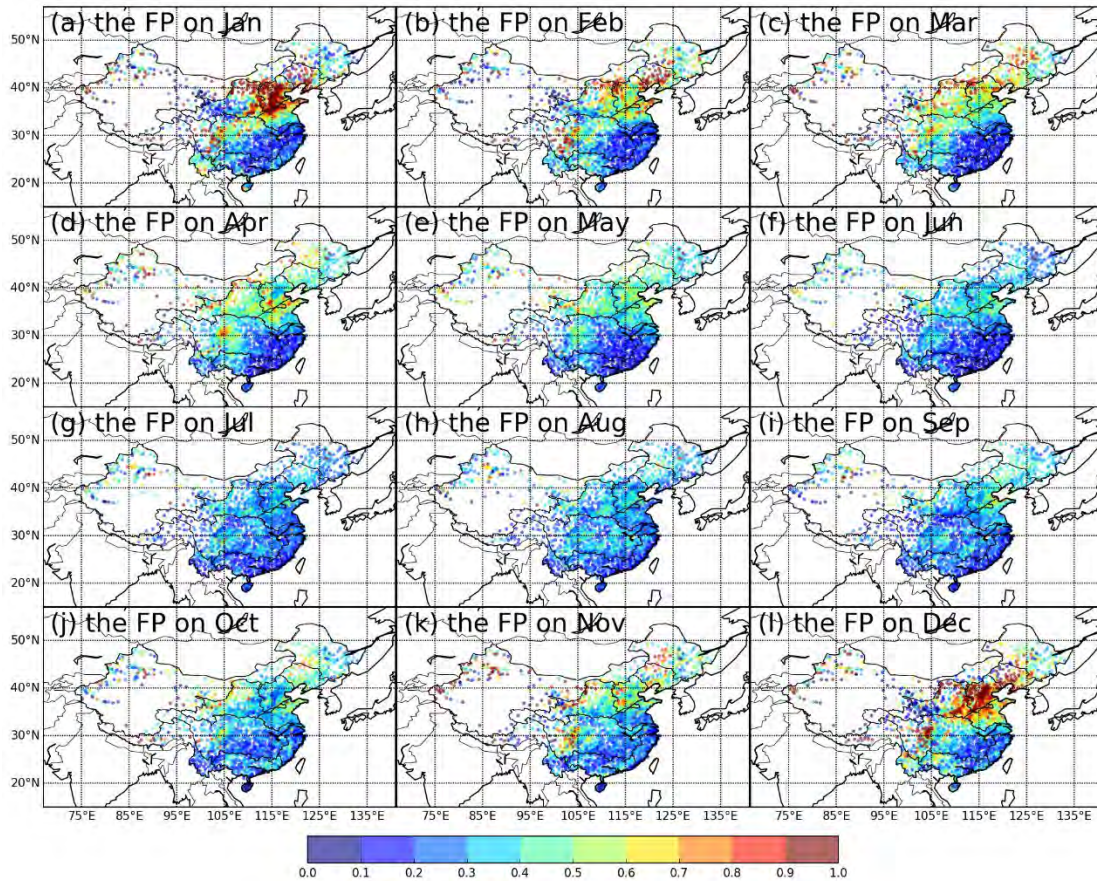 (a) the FP on Jan
(b) the FP on Feb
(c) the FP on Mar
50°N
40°N
30°N
20°N
(d) the FP on Apr
(e) the FP on May
(f) the FP on Jun
50°N
40°N
30°N
20°N
(g) the FP on Jul
(h) the FP on Aug
(i) the FP on Sep
50°N
40°N
30°N
20°N
(j) the FP on Oct
(k) the FP on Nov
(l) the FP on Dec
50°N
40°N
30°N
20°N
75°E 85°E 95°E 105°E 115°E 125°E 135°E
75°E 85°E 95°E 105°E 115°E 125°E 135°E
75°E 85°E 95°E 105°E 115°E 125°E 135°E
0.0 0.1 0.2 0.3 0.4 0.5 0.6 0.7 0.8 0.9 1.0